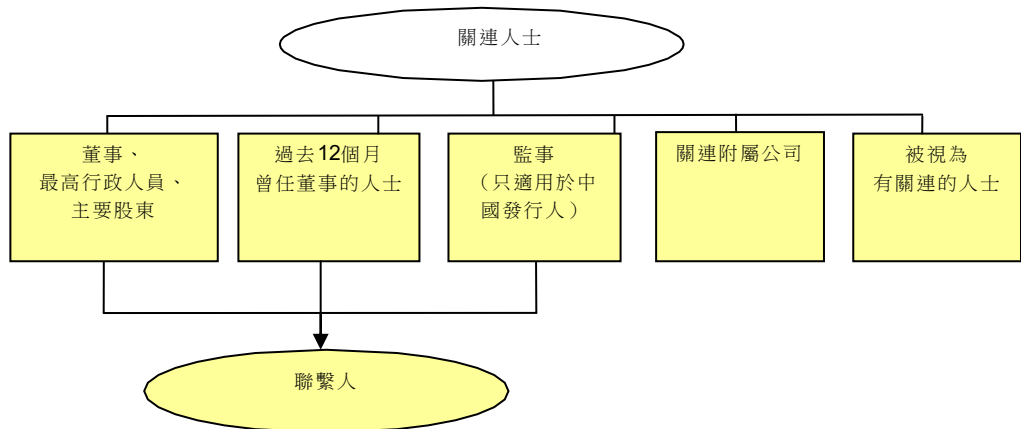 關連人士
董事、
最高行政人員、
主要股東
過去12個月
曾任董事的人士
監事
（只適用於中
國發行人）
關連附屬公司
被視為
有關連的人士
聯繫人